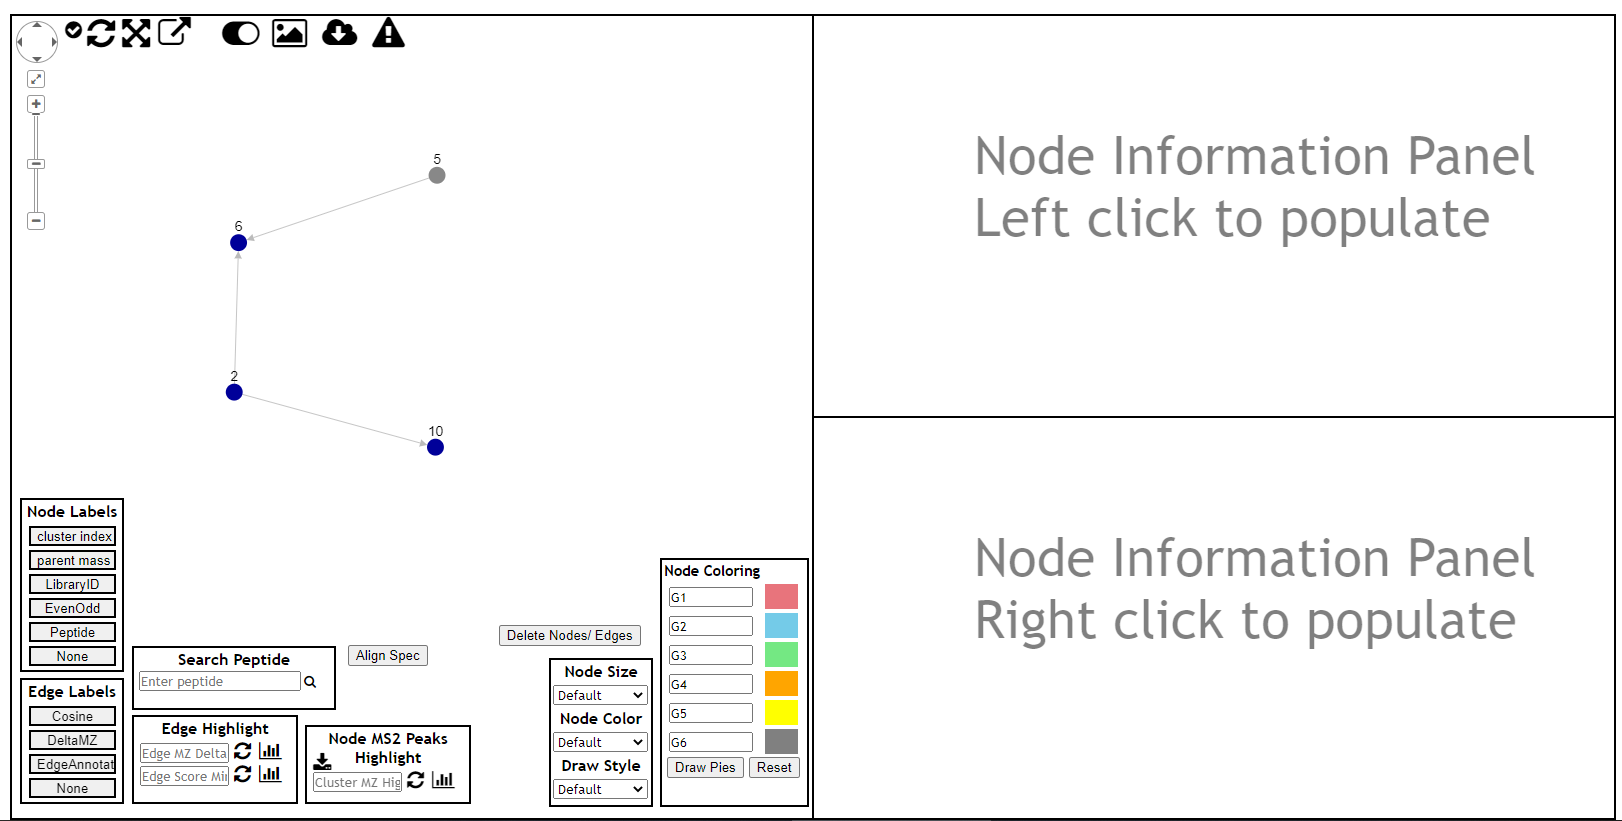 5
6
2
10
Node Labels
cluster index
parent mass
LibraryID
EvenOdd
Peptide
None
Edge Labels
Cosine
DeltaMZ
EdgeAnnotat
None
Search Peptide
Enter peptide
Align Spec
Edge Highlight
Edge MZ Delta
Edge Score Mi
Node MS2 Peaks
Highlight
Cluster MZ Hig
Delete Nodes/ Edges
Node Size
Default
Node Color
Default
Draw Style
Default
Node Coloring
G1
G2
G3
G4
G5
G6
Draw Pies
Reset
Node Information Panel
Left click to populate
Node Information Panel
Right click to populate